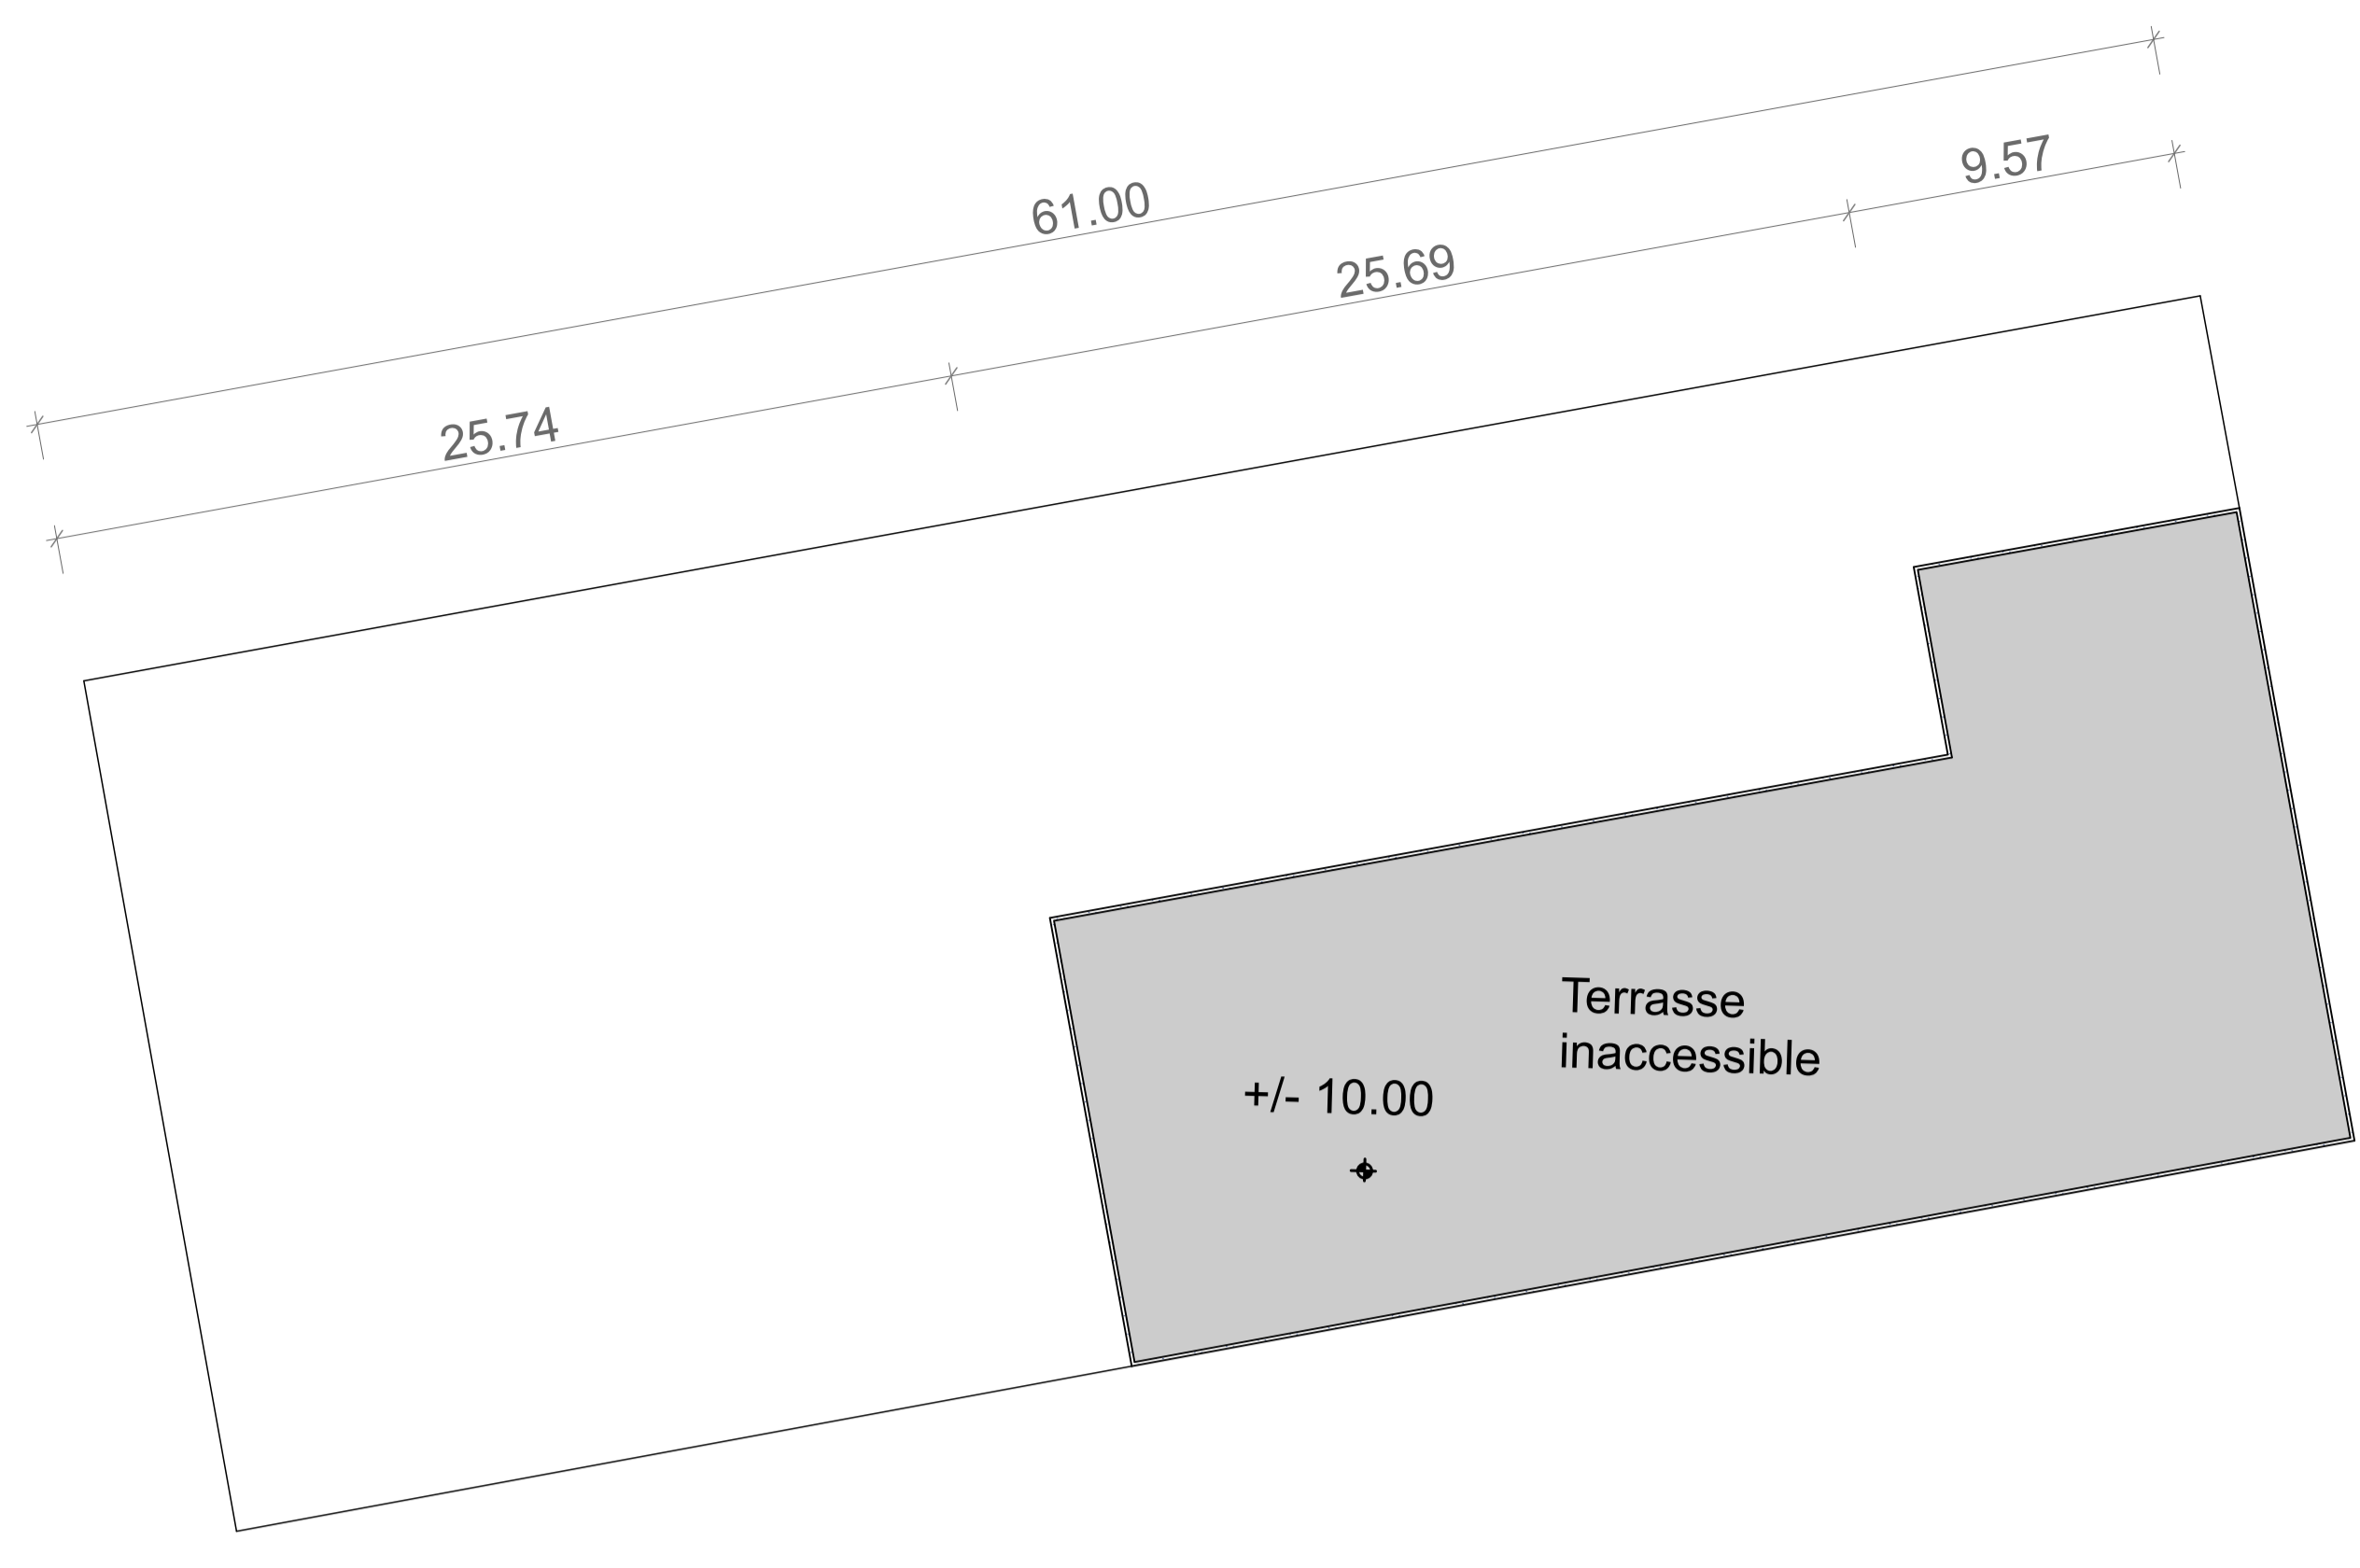 61.00
9.57
25.69
25.74
Terrasse
inaccessible
+/- 10.00